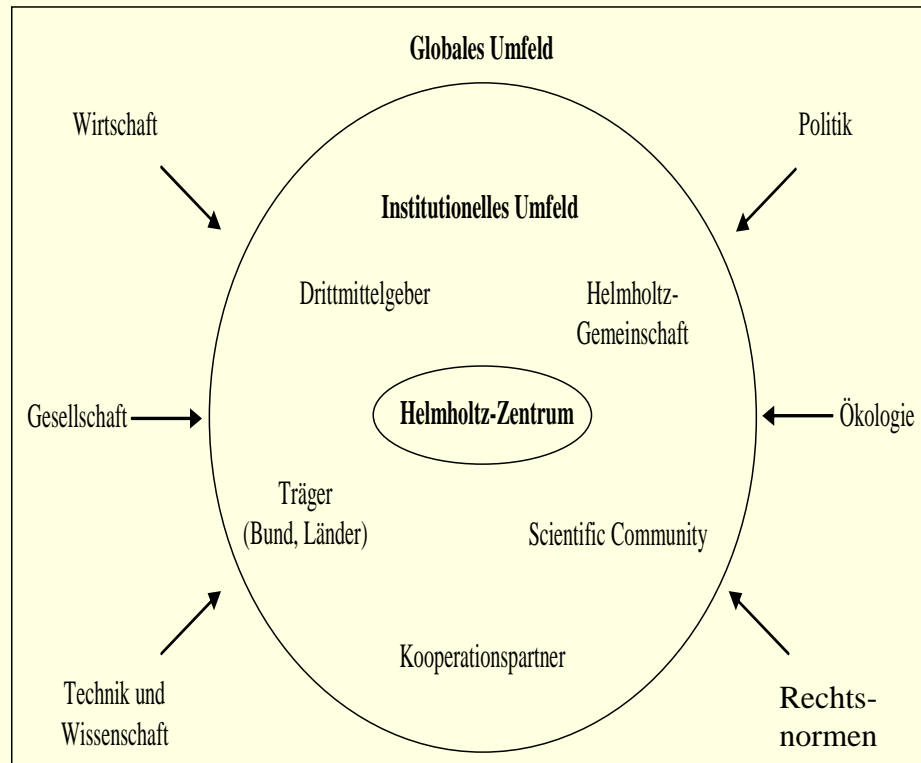 Globales Umfeld
Wirtschaft
Politik
Institutionelles Umfeld
Drittmittelgeber
Helmholtz-
Gemeinschaft
Gesellschaft
Helmholtz-Zentrum
Ökologie
Träger
(Bund, Länder)
Scientific Community
Kooperationspartner
Technik und
Wissenschaft
Rechts-
normen